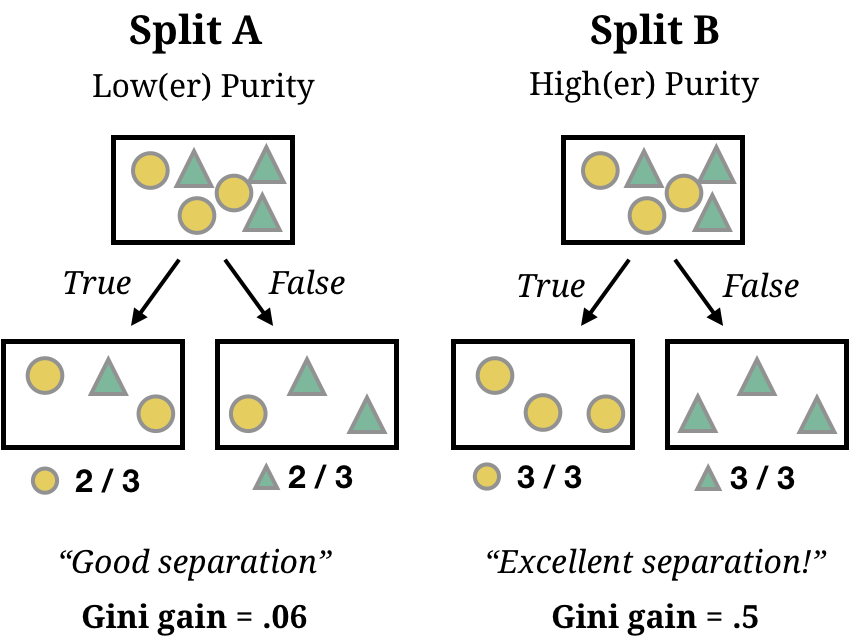 Split A
Low(er) Purity
True
False
2 / 3
2 / 3
“Good separation”
Gini gain = .06
Split B
High(er) Purity
True
False
3 / 3
3 / 3
“Excellent separation!”
Gini gain = .5